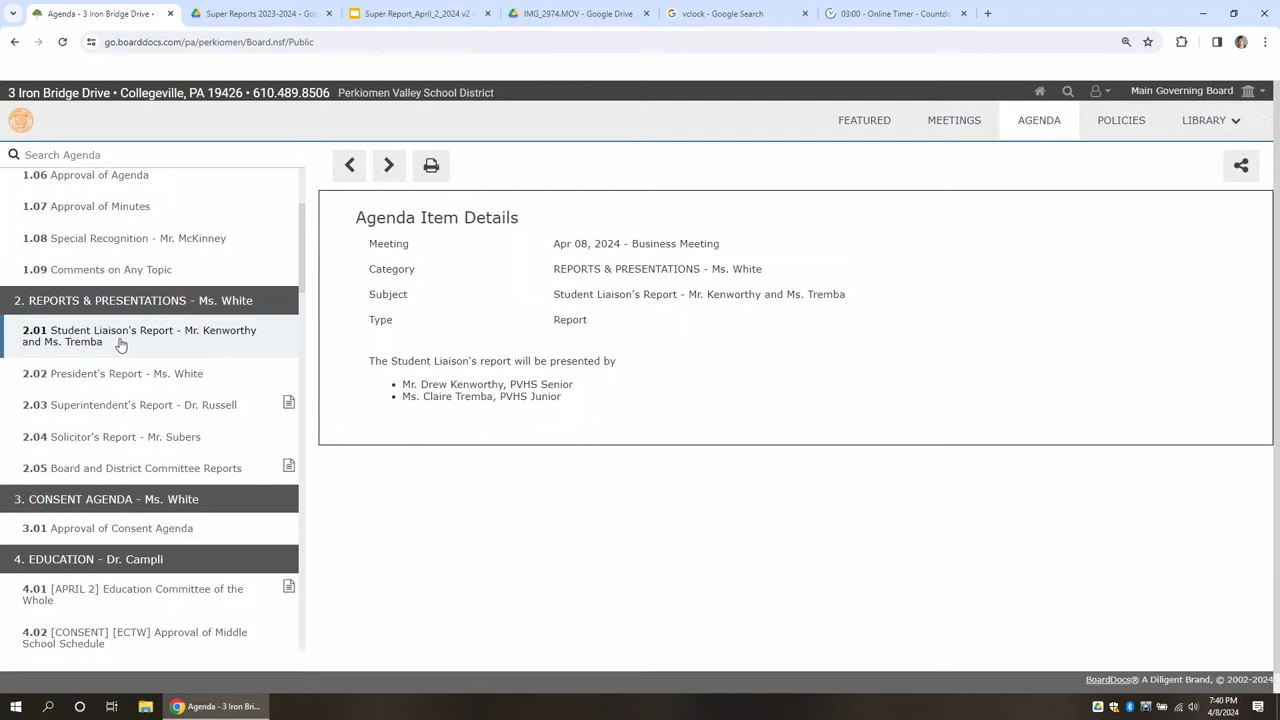 Agenda - 3 Iron Bridge Drive •
Super Reports 2023-2024 - Goo
Super Report_April_2_2024 v2
IMG_2974.MOV - Google Drive
vclock - Google Search
03:00 - Online Timer - Countdo
go.boarddocs.com/pa/perkiomen/Board.nsf/Public
3 Iron Bridge Drive • Collegeville, PA 19426 • 610.489.8506 Perkiomen Valley School District
Main Governing Board
FEATURED MEETINGS AGENDA POLICIES LIBRARY
Search Agenda
1.06 Approval of Agenda
1.07 Approval of Minutes
1.08 Special Recognition - Mr. McKinney
1.09 Comments on Any Topic
2. REPORTS & PRESENTATIONS - Ms. White
2.01 Student Liaison's Report - Mr. Kenworthy
and Ms. Tremba
2.02 President's Report - Ms. White
2.03 Superintendent's Report - Dr. Russell
2.04 Solicitor's Report - Mr. Subers
2.05 Board and District Committee Reports
3. CONSENT AGENDA - Ms. White
3.01 Approval of Consent Agenda
4. EDUCATION - Dr. Campli
4.01 [APRIL 2] Education Committee of the
Whole
4.02 [CONSENT] [ECTW] Approval of Middle
School Schedule
Agenda Item Details
Meeting Apr 08, 2024 - Business Meeting
Category REPORTS & PRESENTATIONS - Ms. White
Subject Student Liaison's Report - Mr. Kenworthy and Ms. Tremba
Type Report
The Student Liaison's report will be presented by
• Mr. Drew Kenworthy, PVHS Senior
• Ms. Claire Tremba, PVHS Junior
BoardDocs® A Diligent Brand, © 2002-2024
Agenda - 3 Iron Bri...
7:40 PM
4/8/2024